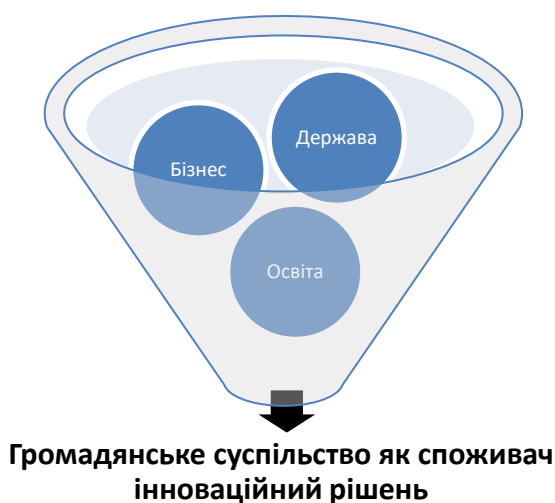 Держава
Бізнес
Освіта
Громадянське суспільство як споживач
інноваційний рішень